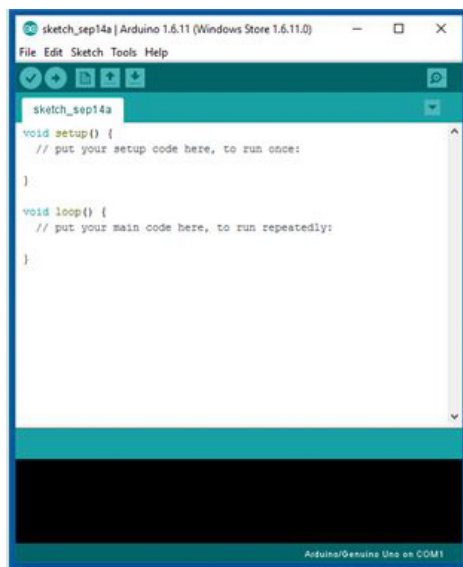 sketch_sep14a | Arduino 1.6.11 (Windows Store 1.6.11.0)
File Edit Sketch Tools Help
sketch_sep14a
void setup() {
// put your setup code here, to run once:
}
void loop() {
// put your main code here, to run repeatedly:
}
Arduino/Genuino Uno on COM1